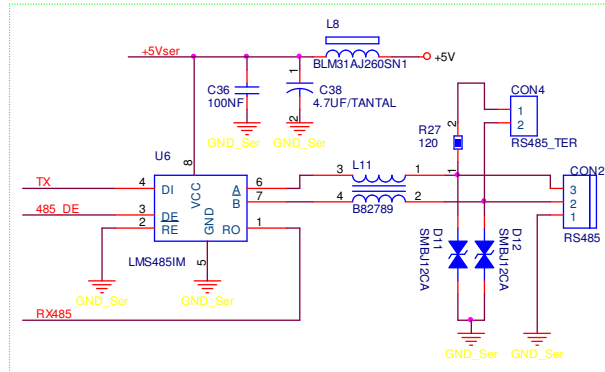 L8
+5Vser
+5V
BLM31AJ260SN1
C36
100NF
1
C38
2
4.7UF/TANTAL
GND_Ser
GND_Ser
CON4
1
2
RS485_TER
R27
120
2
1
U6
8
VCC
TX
4
DI
A
6
3
L11
1
B
7
4
2
B82789
485_DE
3
DE
2
RE
GND
RO
1
LMS485IM
5
GND_Ser
GND_Ser
RX485
CON2
3
2
1
RS485
D11
SMBJ12CA
D12
SMBJ12CA
GND_Ser
GND_Ser